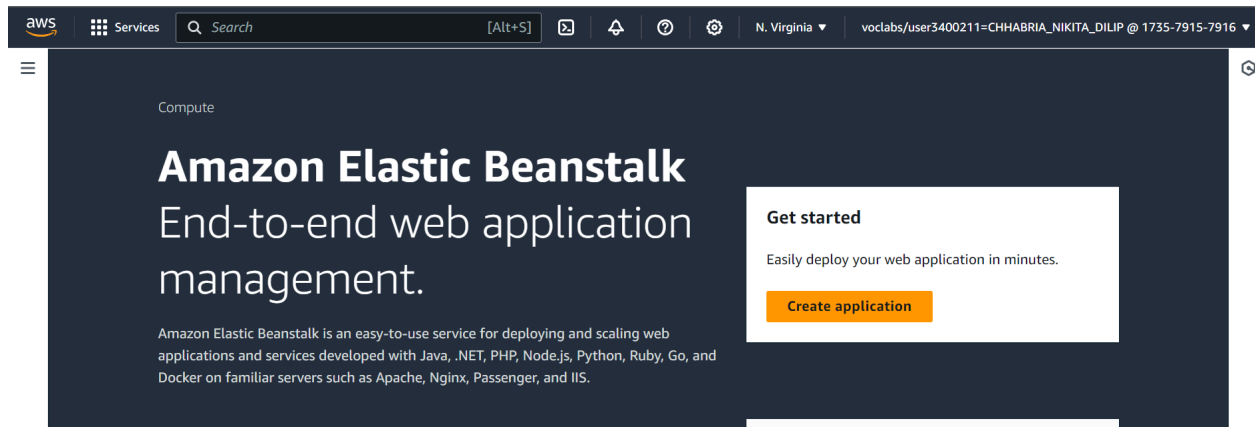 aws Services Search [Alt+S] N. Virginia ▼ voclabs/user3400211=CHHABRIA_NIKITA_DILIP @ 1735-7915-7916 ▼
Compute
Amazon Elastic Beanstalk
End-to-end web application
management.
Amazon Elastic Beanstalk is an easy-to-use service for deploying and scaling web
applications and services developed with Java, .NET, PHP, Node.js, Python, Ruby, Go, and
Docker on familiar servers such as Apache, Nginx, Passenger, and IIS.
Get started
Easily deploy your web application in minutes.
Create application